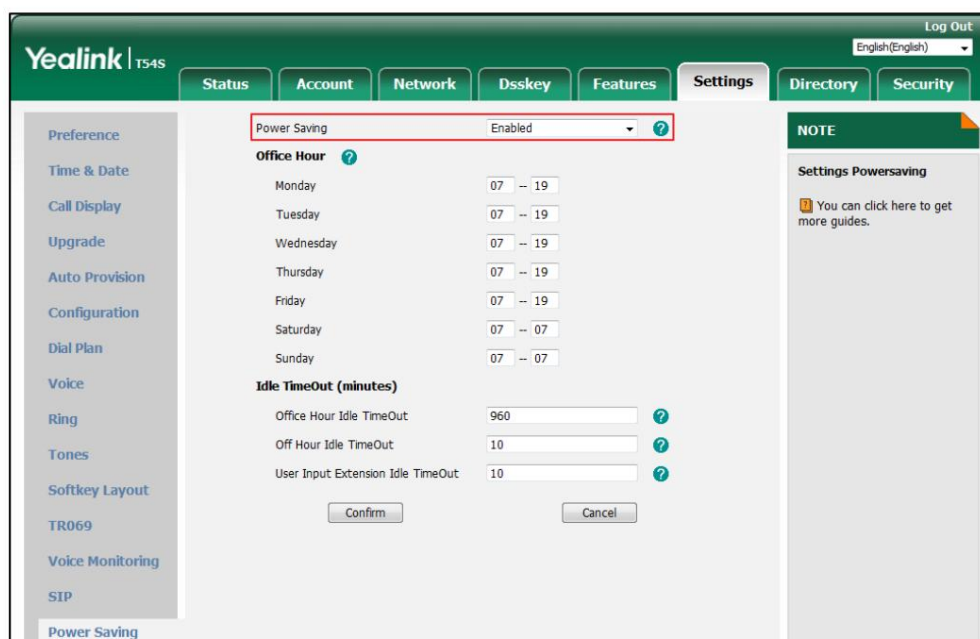 Log Out
Yealink | T54S
English(English)
Status Account Network Dsskey Features Settings Directory Security
Preference
Time & Date
Call Display
Upgrade
Auto Provision
Configuration
Dial Plan
Voice
Ring
Tones
Softkey Layout
TR069
Voice Monitoring
SIP
Power Saving
Power Saving Enabled ?
Office Hour ?
Monday 07 -- 19
Tuesday 07 -- 19
Wednesday 07 -- 19
Thursday 07 -- 19
Friday 07 -- 19
Saturday 07 -- 07
Sunday 07 -- 07
Idle TimeOut (minutes)
Office Hour Idle TimeOut 960 ?
Off Hour Idle TimeOut 10 ?
User Input Extension Idle TimeOut 10 ?
Confirm Cancel
NOTE
Settings Powersaving
? You can click here to get
more guides.